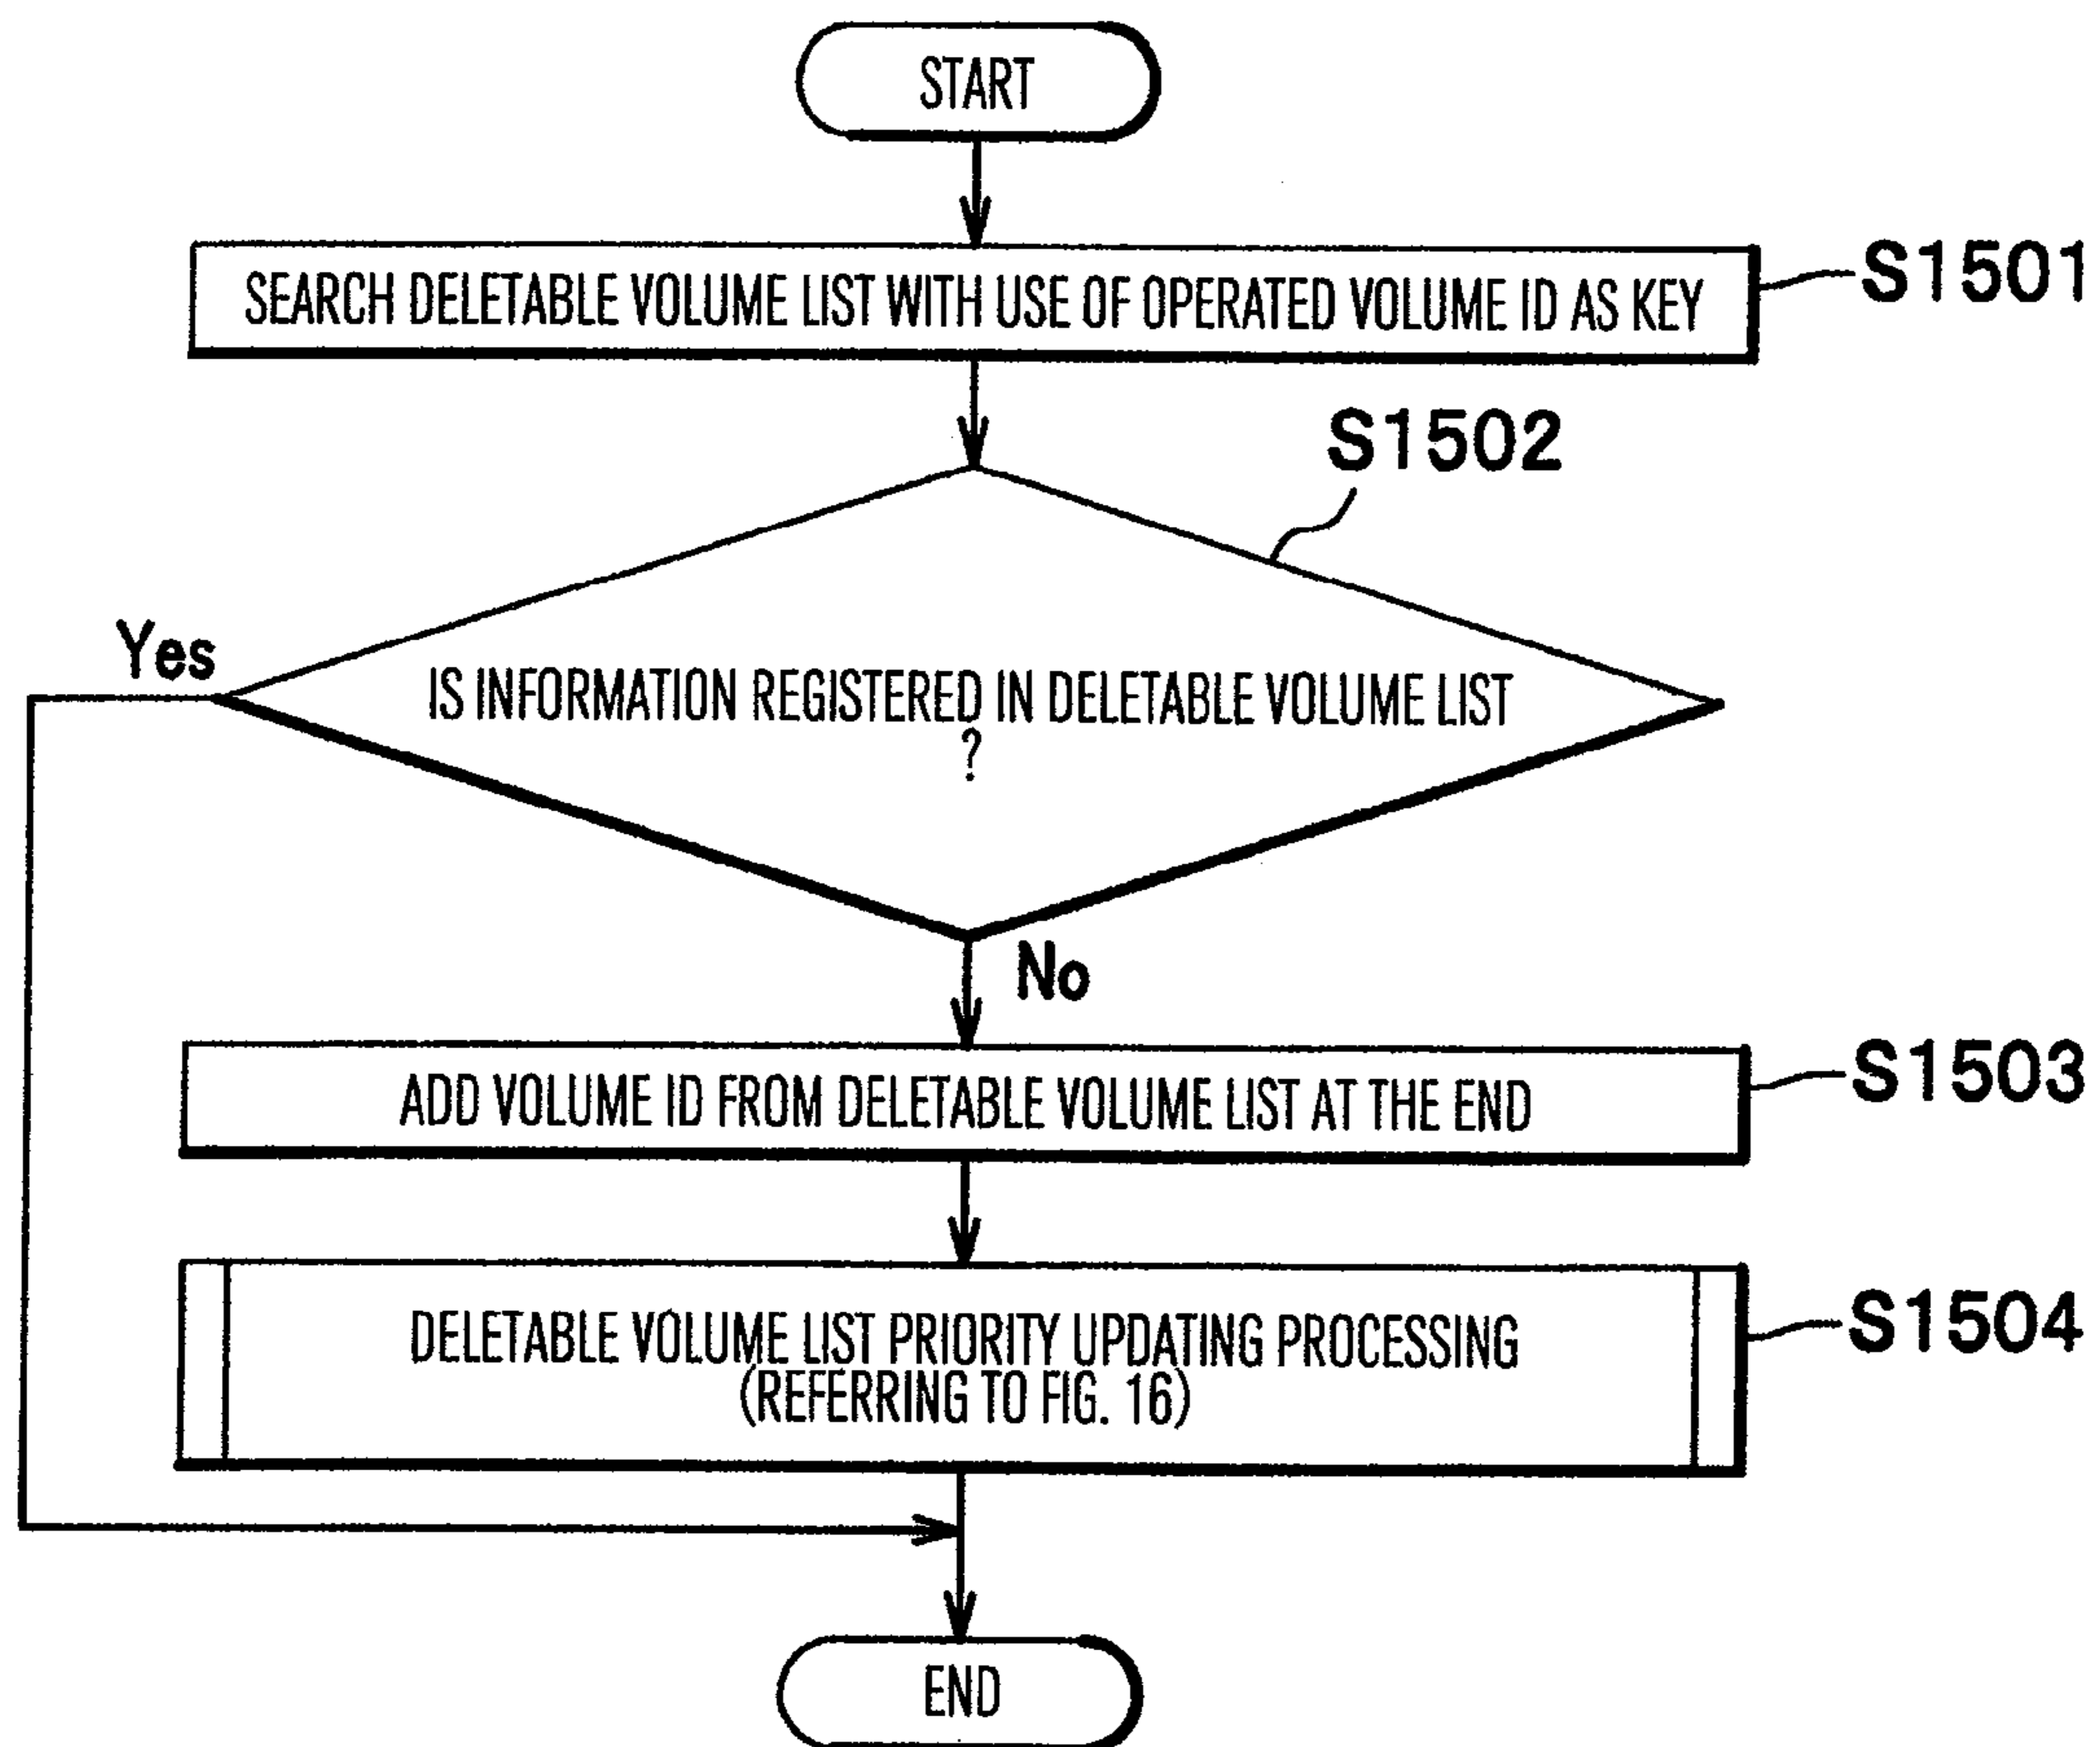 START
SEARCH DELETABLE VOLUME LIST WITH USE OF OPERATED VOLUME ID AS KEY
S1501
S1502
Yes
IS INFORMATION REGISTERED IN DELETABLE VOLUME LIST
?
No
ADD VOLUME ID FROM DELETABLE VOLUME LIST AT THE END
S1503
DELETABLE VOLUME LIST PRIORITY UPDATING PROCESSING
(REFERRING TO FIG. 16)
S1504
END